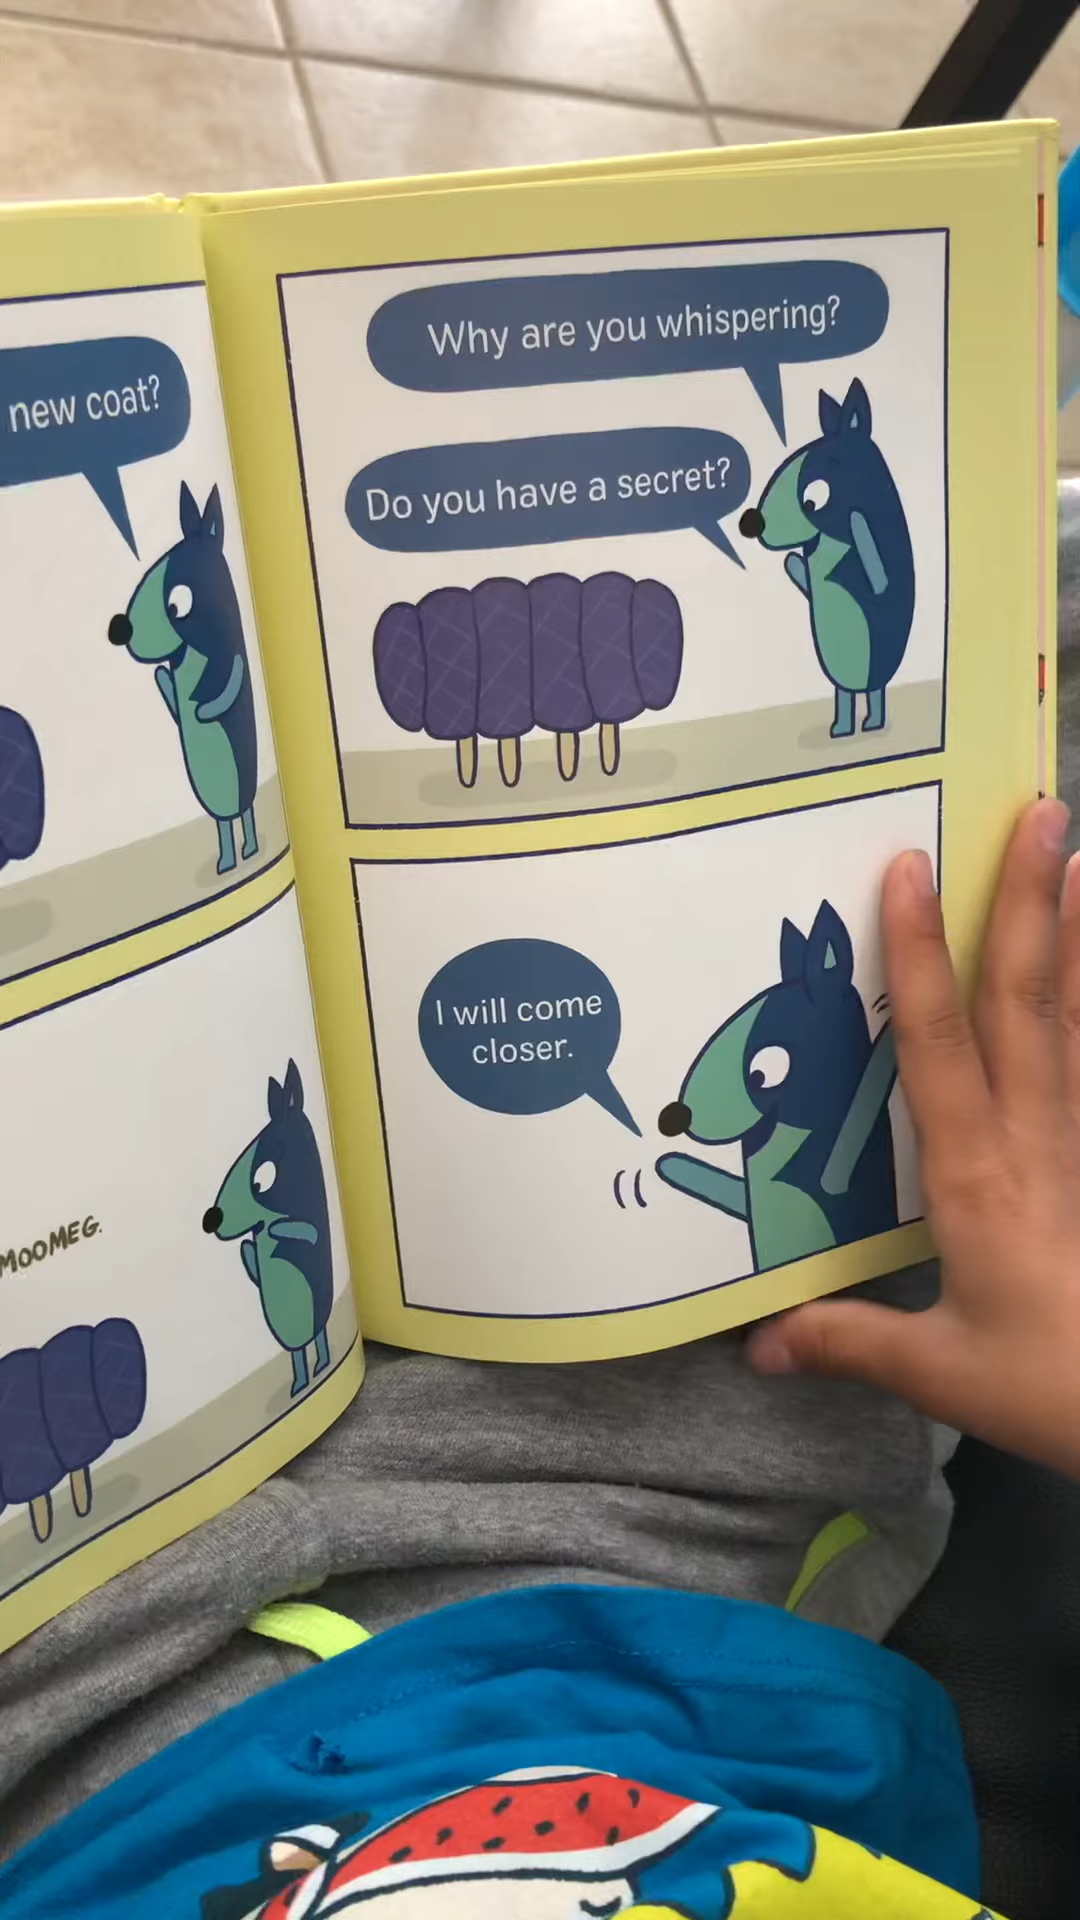 new coat?
MOOMEG.
Why are you whispering?
Do you have a secret?
I will come
closer.